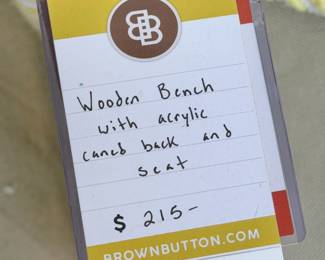 BB
Wooden Bench
with acrylic
caned back and
seat
$ 215-
BROWNBUTTON.COM